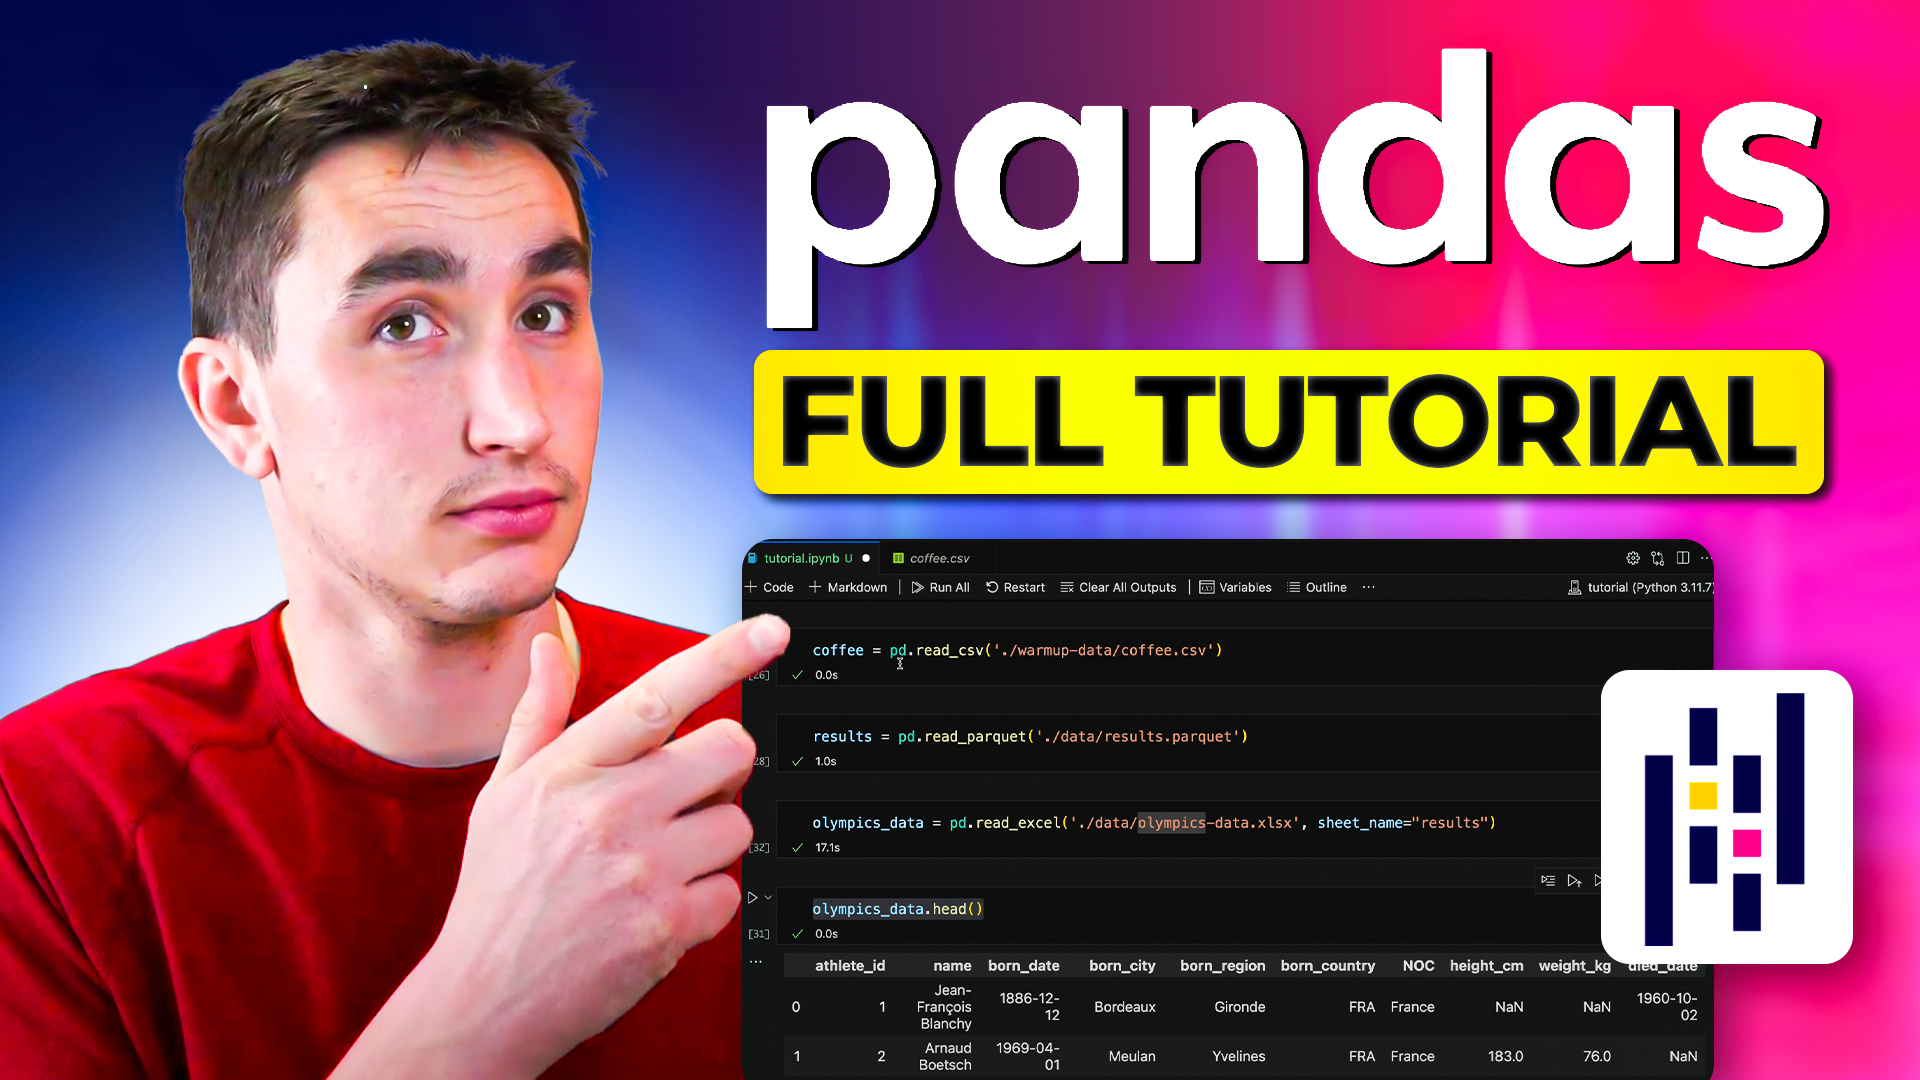 pandas
FULL TUTORIAL
tutorial.ipynb U coffee.csv
Code Markdown Run All Restart Clear All Outputs Variables Outline ... tutorial (Python 3.11.7)
coffee = pd.read_csv('./warmup-data/coffee.csv')
[26] 0.0s
results = pd.read_parquet('./data/results.parquet')
28] 1.0s
olympics_data = pd.read_excel('./data/olympics-data.xlsx', sheet_name="results")
[32] 17.1s
olympics_data.head()
[31] 0.0s
...
athlete_id name born_date born_city born_region born_country NOC height_cm weight_kg died_date
0 1 Jean-François Blanchy 1886-12-12 Bordeaux Gironde FRA France NaN NaN 1960-10-02
1 2 Arnaud Boetsch 1969-04-01 Meulan Yvelines FRA France 183.0 76.0 NaN